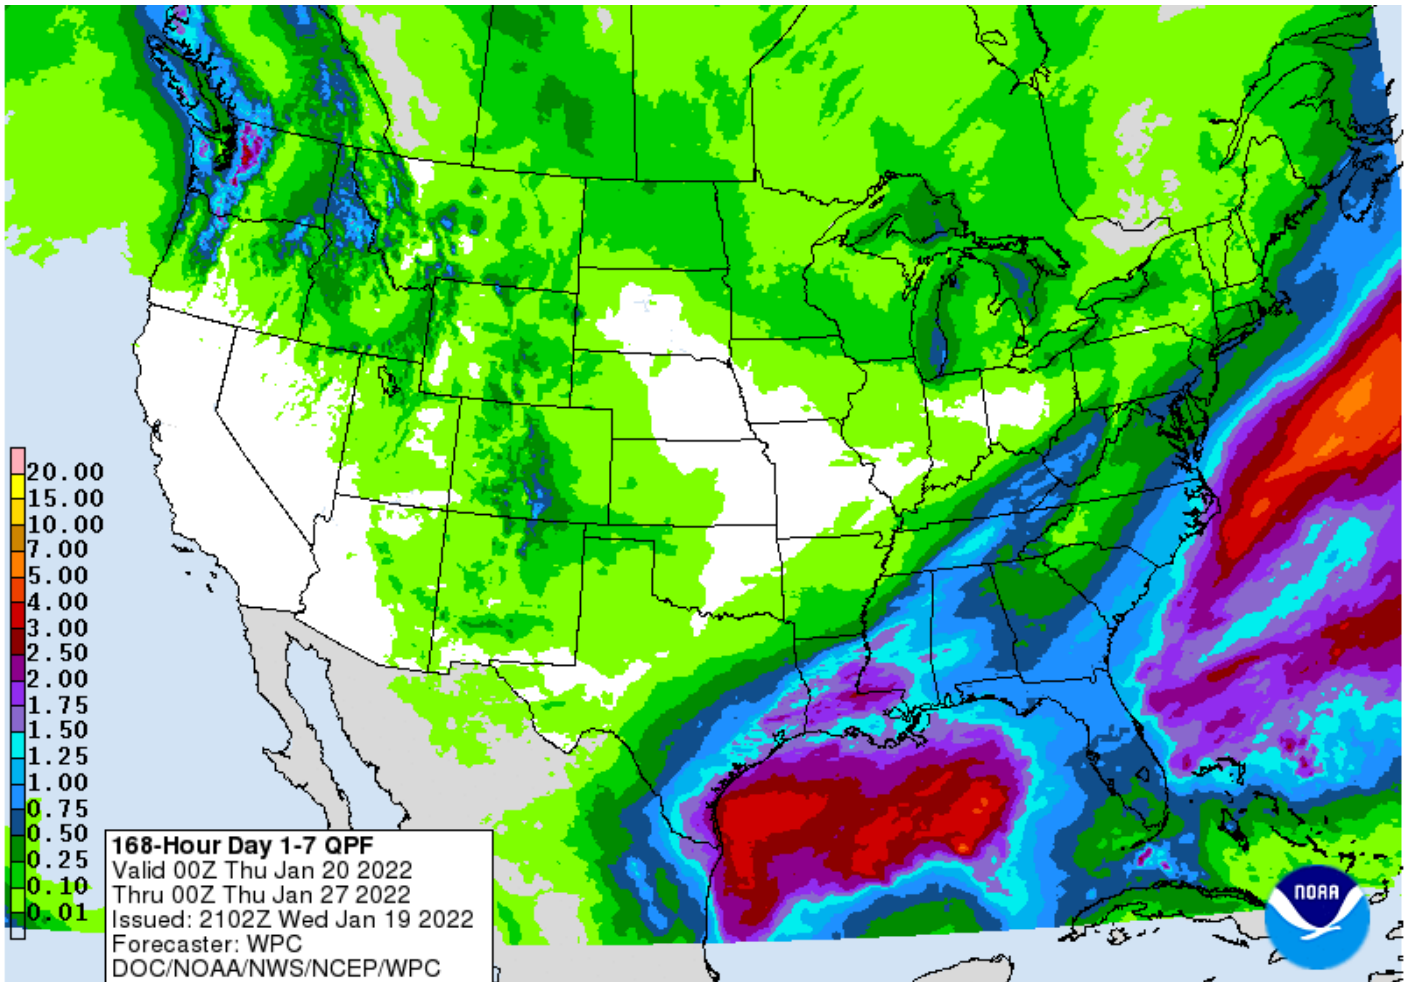 20.00
15.00
10.00
7.00
5.00
4.00
3.00
2.50
2.00
1.75
1.50
1.25
1.00
0.75
0.50
0.25
0.10
0.01
168-Hour Day 1-7 QPF
Valid 00Z Thu Jan 20 2022
Thru 00Z Thu Jan 27 2022
Issued: 2102Z Wed Jan 19 2022
Forecaster: WPC
DOC/NOAA/NWS/NCEP/WPC
NOAA